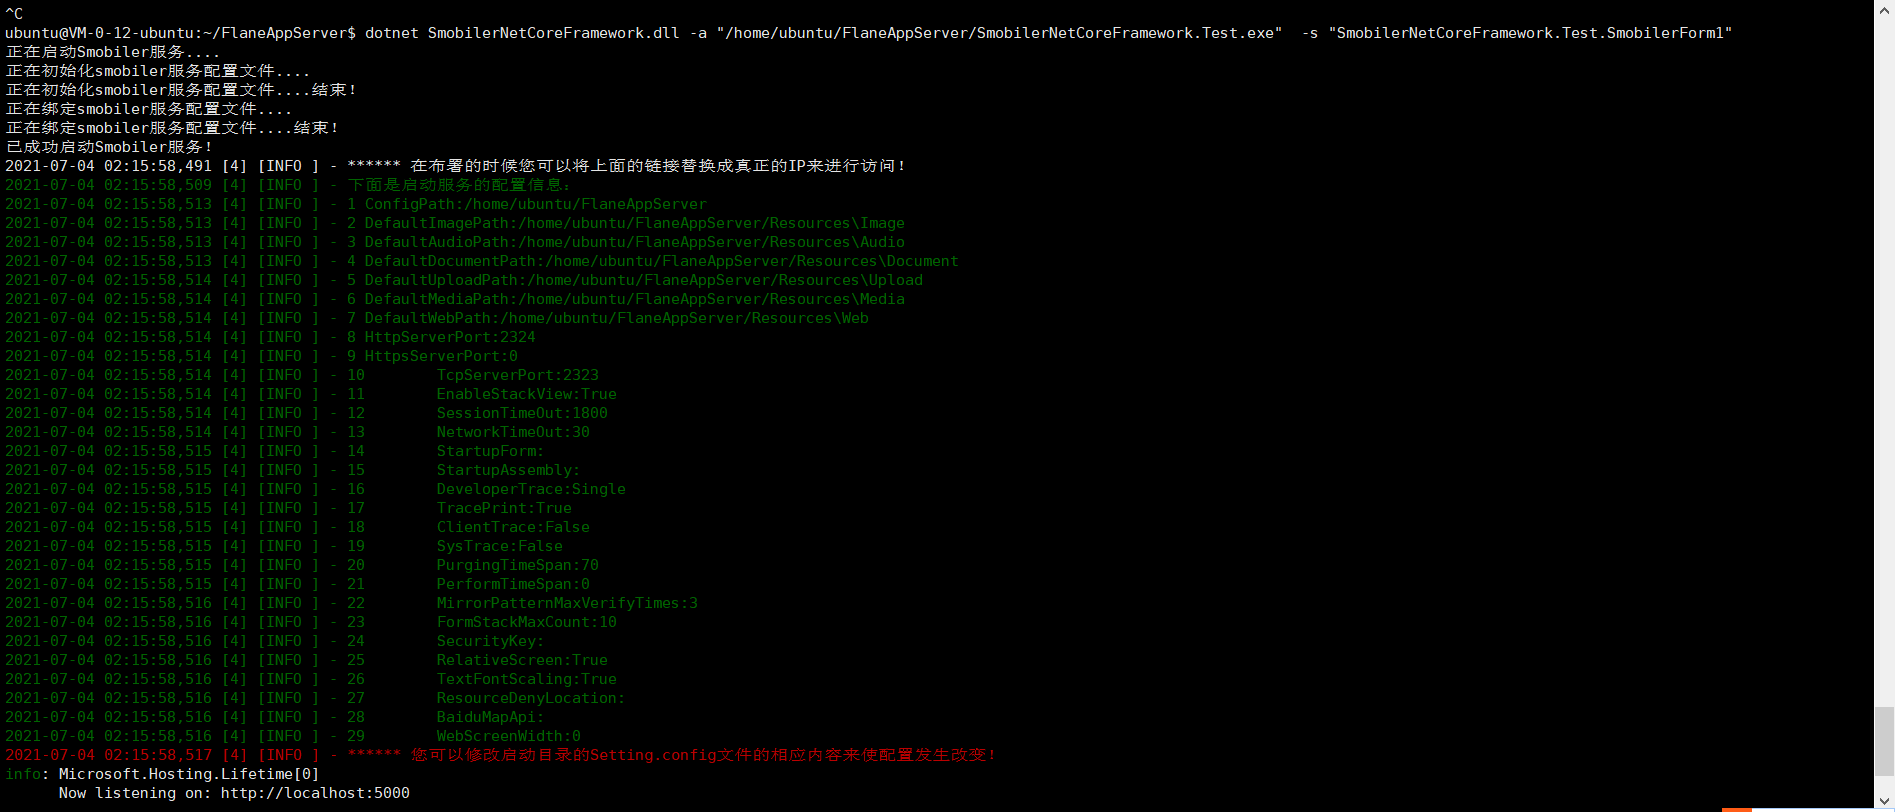 ^C
ubuntu@VM-0-12-ubuntu:~/FlaneAppServer$ dotnet SmobilerNetCoreFramework.dll -a "/home/ubuntu/FlaneAppServer/SmobilerNetCoreFramework.Test.exe"  -s "SmobilerNetCoreFramework.Test.SmobilerForm1"
正在启动Smobiler服务....
正在初始化smobiler服务配置文件....
正在初始化smobiler服务配置文件....结束！
正在绑定smobiler服务配置文件....
正在绑定smobiler服务配置文件....结束！
已成功启动Smobiler服务！
2021-07-04 02:15:58,491 [4] [INFO ] - ****** 在布署的时候您可以将上面的链接替换成真正的IP来进行访问！
2021-07-04 02:15:58,509 [4] [INFO ] - 下面是启动服务的配置信息：
2021-07-04 02:15:58,513 [4] [INFO ] - 1 ConfigPath:/home/ubuntu/FlaneAppServer
2021-07-04 02:15:58,513 [4] [INFO ] - 2 DefaultImagePath:/home/ubuntu/FlaneAppServer/Resources\Image
2021-07-04 02:15:58,513 [4] [INFO ] - 3 DefaultAudioPath:/home/ubuntu/FlaneAppServer/Resources\Audio
2021-07-04 02:15:58,513 [4] [INFO ] - 4 DefaultDocumentPath:/home/ubuntu/FlaneAppServer/Resources\Document
2021-07-04 02:15:58,514 [4] [INFO ] - 5 DefaultUploadPath:/home/ubuntu/FlaneAppServer/Resources\Upload
2021-07-04 02:15:58,514 [4] [INFO ] - 6 DefaultMediaPath:/home/ubuntu/FlaneAppServer/Resources\Media
2021-07-04 02:15:58,514 [4] [INFO ] - 7 DefaultWebPath:/home/ubuntu/FlaneAppServer/Resources\Web
2021-07-04 02:15:58,514 [4] [INFO ] - 8 HttpServerPort:2324
2021-07-04 02:15:58,514 [4] [INFO ] - 9 HttpsServerPort:0
2021-07-04 02:15:58,514 [4] [INFO ] - 10        TcpServerPort:2323
2021-07-04 02:15:58,514 [4] [INFO ] - 11        EnableStackView:True
2021-07-04 02:15:58,514 [4] [INFO ] - 12        SessionTimeOut:1800
2021-07-04 02:15:58,514 [4] [INFO ] - 13        NetworkTimeOut:30
2021-07-04 02:15:58,515 [4] [INFO ] - 14        StartupForm:
2021-07-04 02:15:58,515 [4] [INFO ] - 15        StartupAssembly:
2021-07-04 02:15:58,515 [4] [INFO ] - 16        DeveloperTrace:Single
2021-07-04 02:15:58,515 [4] [INFO ] - 17        TracePrint:True
2021-07-04 02:15:58,515 [4] [INFO ] - 18        ClientTrace:False
2021-07-04 02:15:58,515 [4] [INFO ] - 19        SysTrace:False
2021-07-04 02:15:58,515 [4] [INFO ] - 20        PurgingTimeSpan:70
2021-07-04 02:15:58,515 [4] [INFO ] - 21        PerformTimeSpan:0
2021-07-04 02:15:58,516 [4] [INFO ] - 22        MirrorPatternMaxVerifyTimes:3
2021-07-04 02:15:58,516 [4] [INFO ] - 23        FormStackMaxCount:10
2021-07-04 02:15:58,516 [4] [INFO ] - 24        SecurityKey:
2021-07-04 02:15:58,516 [4] [INFO ] - 25        RelativeScreen:True
2021-07-04 02:15:58,516 [4] [INFO ] - 26        TextFontScaling:True
2021-07-04 02:15:58,516 [4] [INFO ] - 27        ResourceDenyLocation:
2021-07-04 02:15:58,516 [4] [INFO ] - 28        BaiduMapApi:
2021-07-04 02:15:58,516 [4] [INFO ] - 29        WebScreenWidth:0
2021-07-04 02:15:58,517 [4] [INFO ] - ****** 您可以修改启动目录的Setting.config文件的相应内容来使配置发生改变！
info: Microsoft.Hosting.Lifetime[0]
      Now listening on: http://localhost:5000